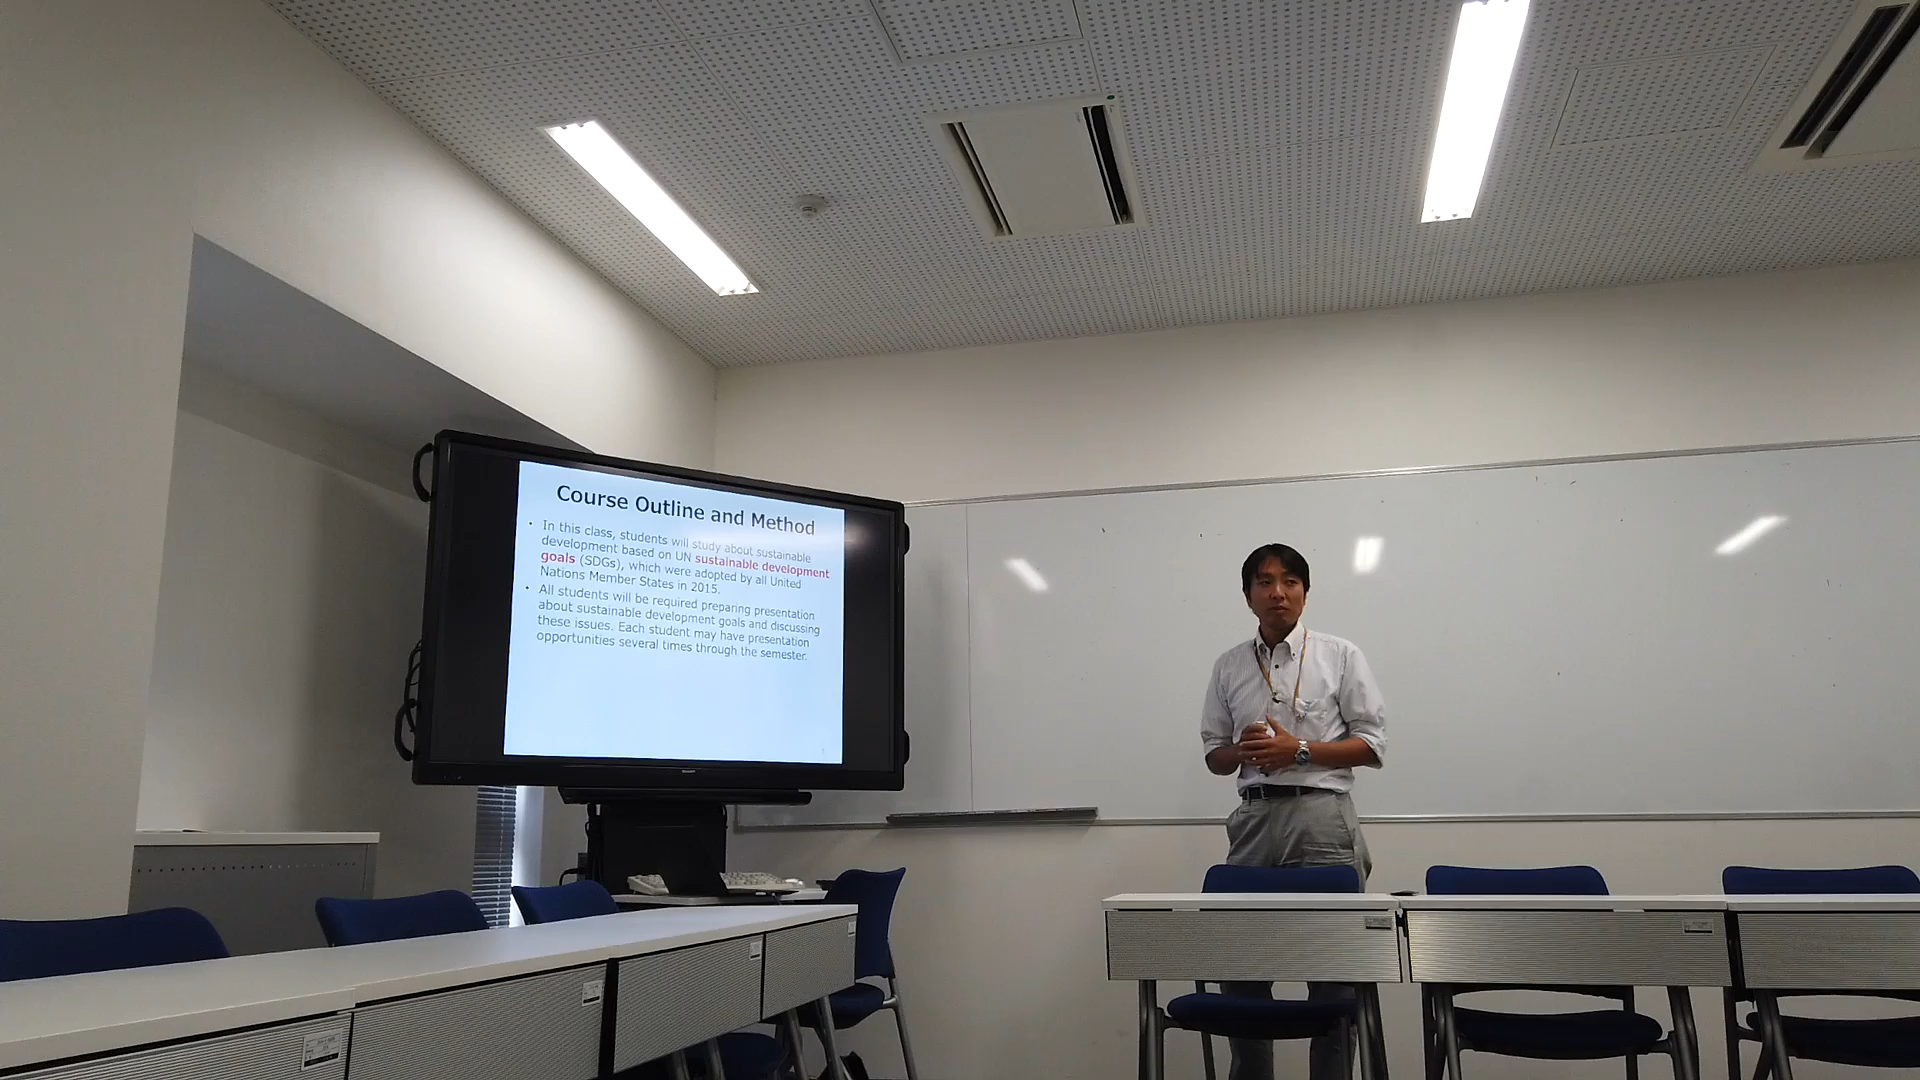 Course Outline and Method
• In this class, students will study about sustainable
development based on UN sustainable development
goals (SDGs), which were adopted by all United
Nations Member States in 2015.
• All students will be required preparing presentation
about sustainable development goals and discussing
these issues. Each student may have presentation
opportunities several times through the semester.